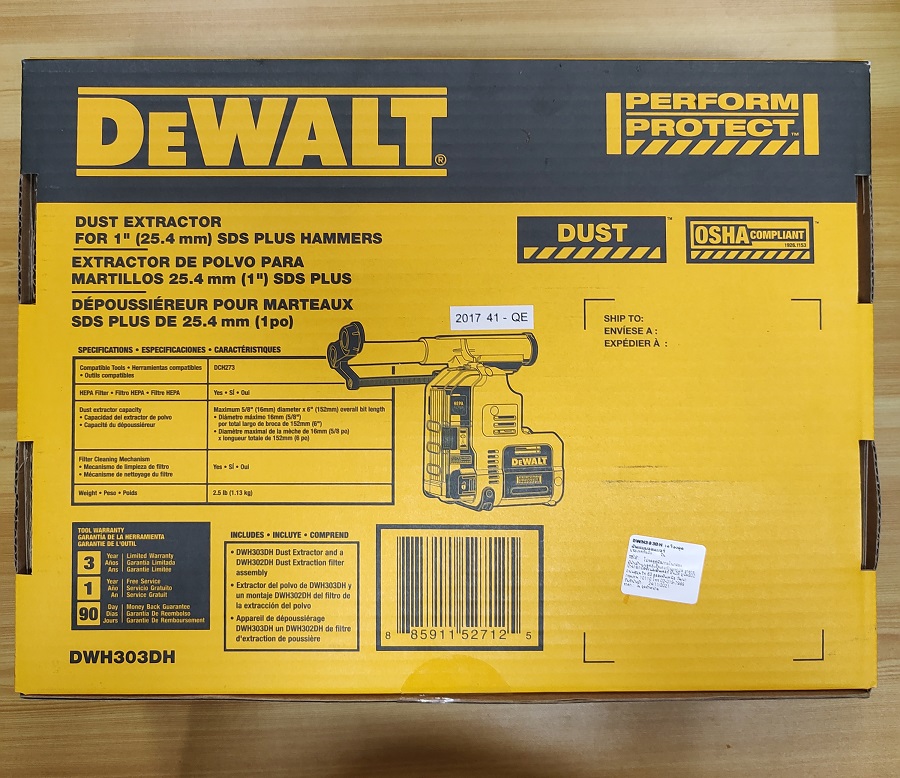 DEWALT®
PERFORM
PROTECT™
DUST EXTRACTOR
FOR 1" (25.4 mm) SDS PLUS HAMMERS
EXTRACTOR DE POLVO PARA
MARTILLOS 25.4 mm (1") SDS PLUS
DÉPOUSSIÉREUR POUR MARTEAUX
SDS PLUS DE 25.4 mm (1po)
DUST™
OSHA COMPLIANT™
1926.1153
2017 41 - QE
SHIP TO:
ENVÍESE A :
EXPÉDIER À :
SPECIFICATIONS • ESPECIFICACIONES • CARACTÉRISTIQUES
Compatible Tools • Herramientas compatibles
• Outils compatibles
DCH273
HEPA Filter • Filtro HEPA • Filtre HEPA
Yes • SÍ • Oui
Dust extractor capacity
• Capacidad del extractor de polvo
• Capacité du dépoussiéreur
Maximum 5/8" (16mm) diameter x 6" (152mm) overall bit length
• Diámetro máximo 16mm (5/8")
por total largo de broca de 152mm (6")
• Diamètre maximal de la mèche de 16mm (5/8 po)
x longueur totale de 152mm (6 po)
Filter Cleaning Mechanism
• Mecanismo de limpieza de filtro
• Mécanisme de nettoyage du filtre
Yes • SÍ • Oui
Weight • Peso • Poids
2.5 lb (1.13 kg)
HEPA
DEWALT
TOOL WARRANTY
GARANTÍA DE LA HERRAMIENTA
GARANTIE DE L'OUTIL
3 Year Años Ans
Limited Warranty
Garantía Limitada
Garantie Limitée
1 Year Año An
Free Service
Servicio Gratuito
Service Gratuit
90 Day Días Jours
Money Back Guarantee
Garantía De Reembolso
Garantie De Remboursement
INCLUDES • INCLUYE • COMPREND
• DWH303DH Dust Extractor and a
DWH302DH Dust Extraction filter
assembly
• Extractor del polvo de DWH303DH y
un montaje DWH302DH del filtro de
la extracción del polvo
• Appareil de dépoussiérage
DWH303DH un DWH302DH de filtre
d'extraction de poussière
8 85911 52712 5
DWH303DH
DWH303DH